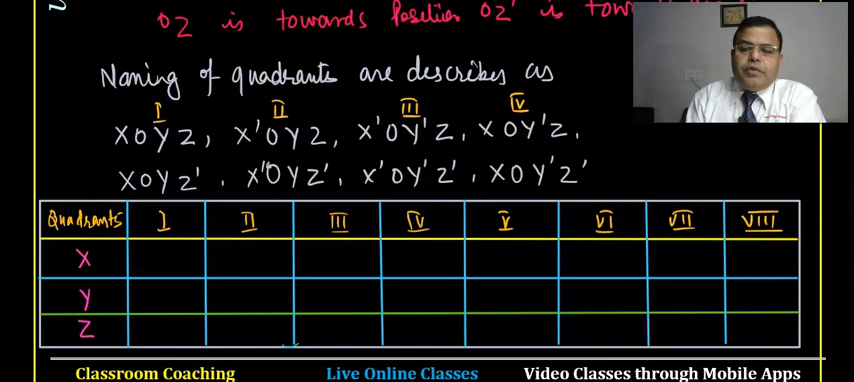 OZ is towards Position OZ' is
Naming of quadrants are describes as
I II III IV
XOYZ, X'OYZ, X'OY'Z, XOY'Z,
XOYZ', X'OYZ', X'OY'Z', XOY'Z'
Quadrants I II III IV V VI VII VIII
X
Y
Z
Classroom Coaching Live Online Classes Video Classes through Mobile Apps